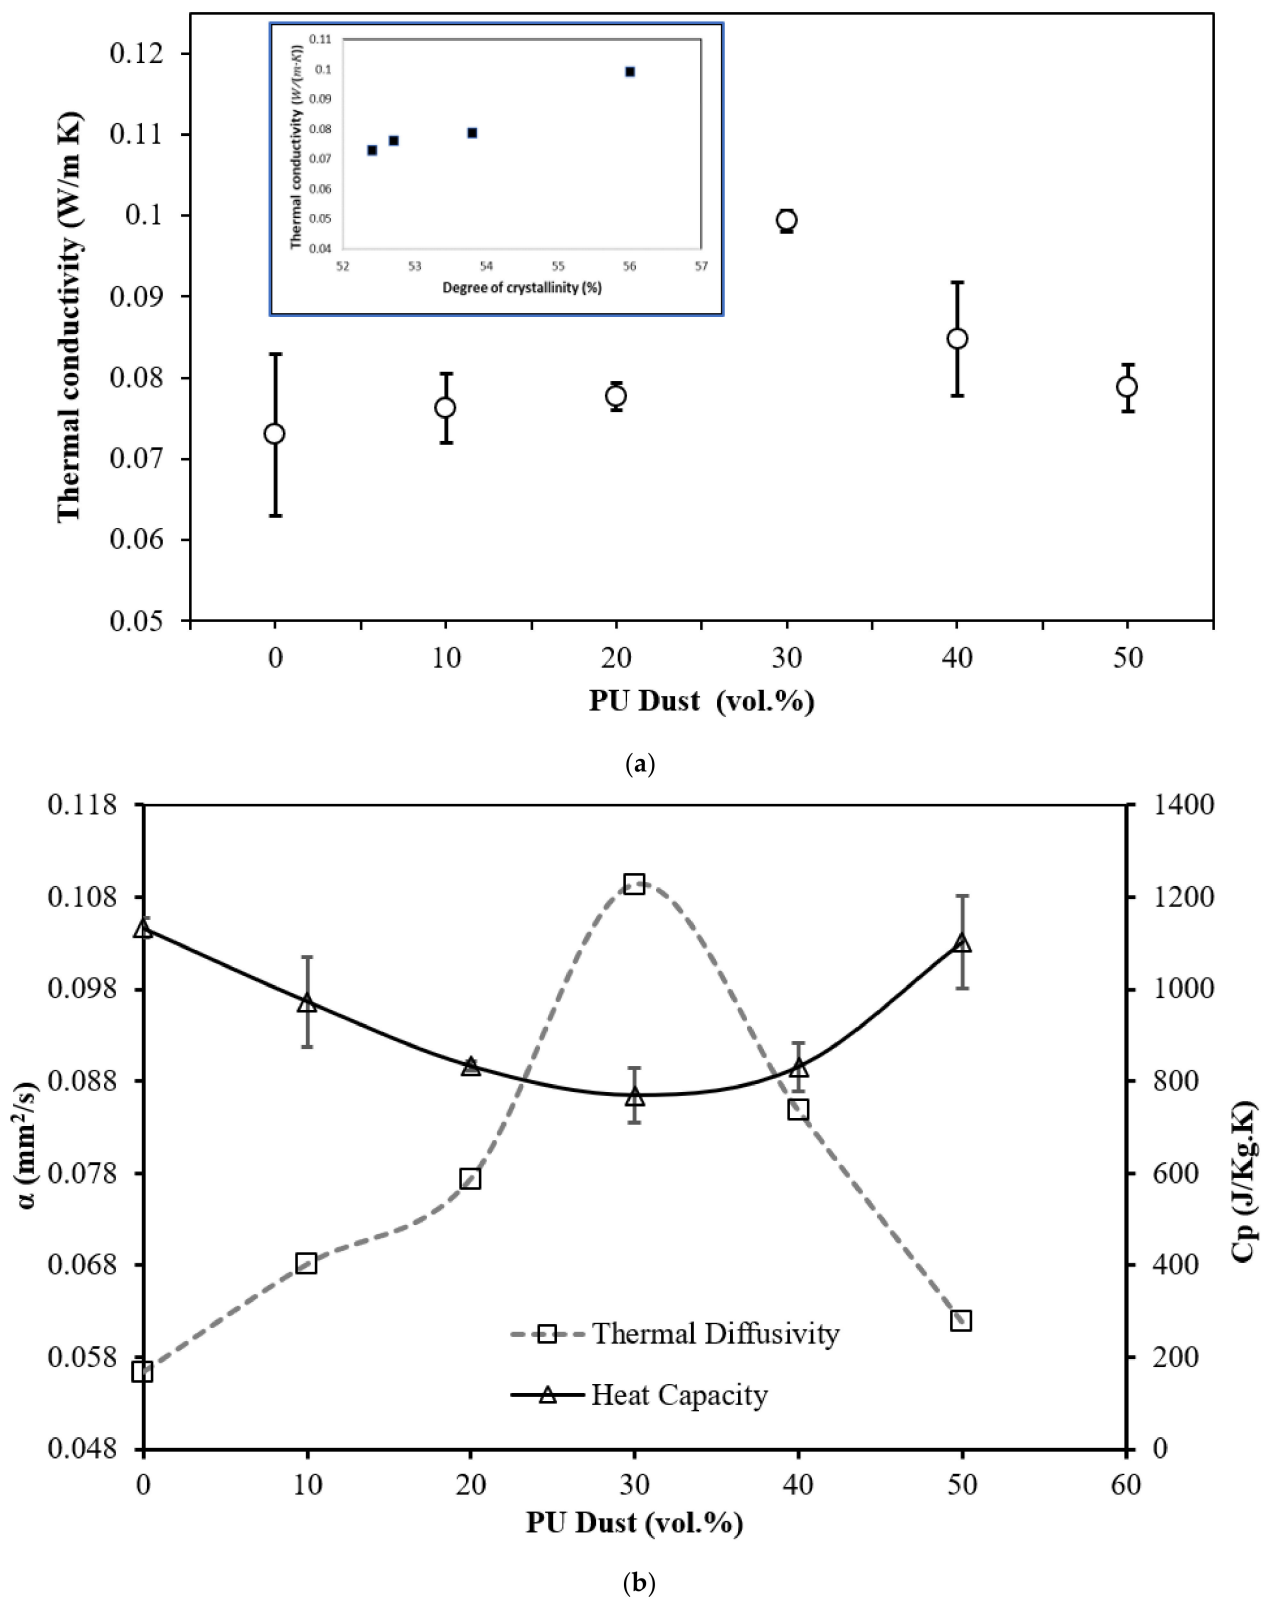 Thermal conductivity (W/m K)
0.12
0.11
0.1
0.09
0.08
0.07
0.06
0.05
Thermal conductivity (W/(m·K))
0.11
0.1
0.09
0.08
0.07
0.06
0.05
0.04
52 53 54 55 56 57
Degree of crystallinity (%)
0 10 20 30 40 50
PU Dust (vol.%)
(a)
α (mm²/s)
0.118
0.108
0.098
0.088
0.078
0.068
0.058
0.048
1400
1200
1000
800
600
400
200
0
Cp (J/Kg.K)
Thermal Diffusivity
Heat Capacity
0 10 20 30 40 50 60
PU Dust (vol.%)
(b)